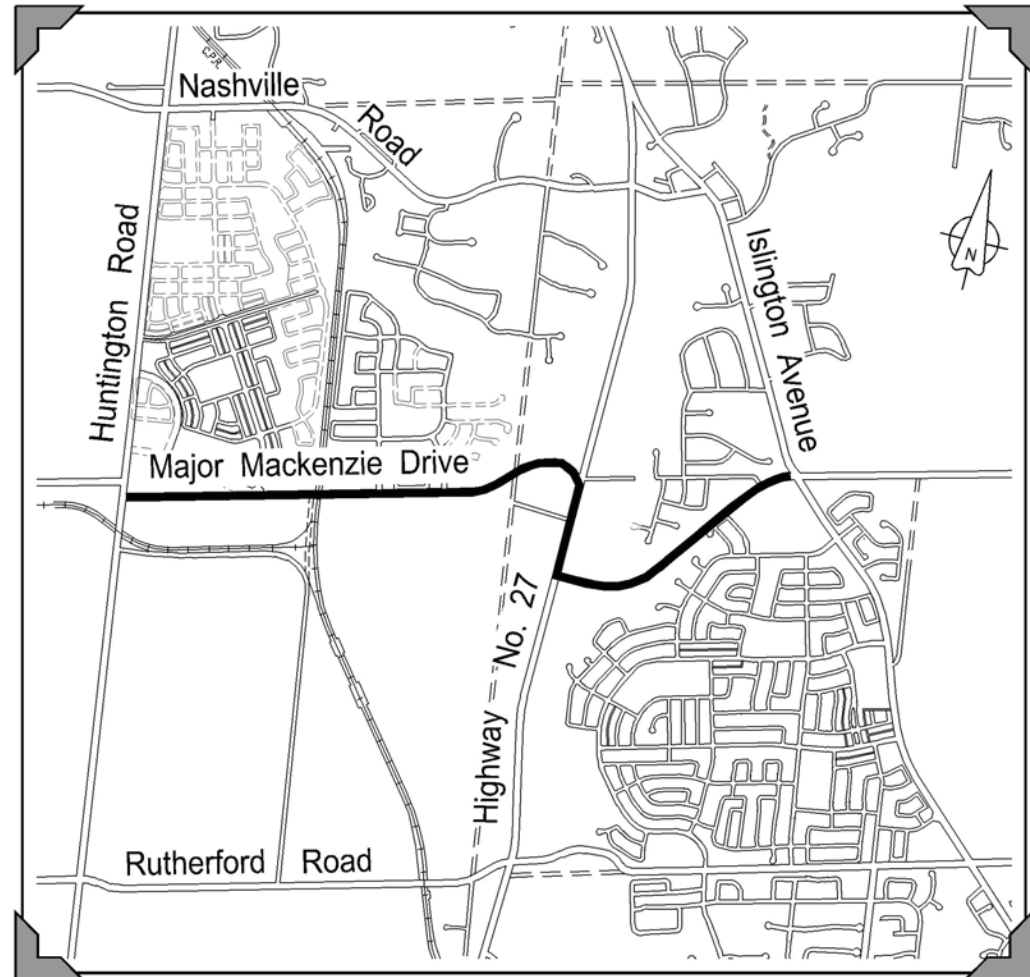 C.P.R.
Nashville Road
Huntington Road
Islington Avenue
N
Major Mackenzie Drive
Highway No. 27
Rutherford Road